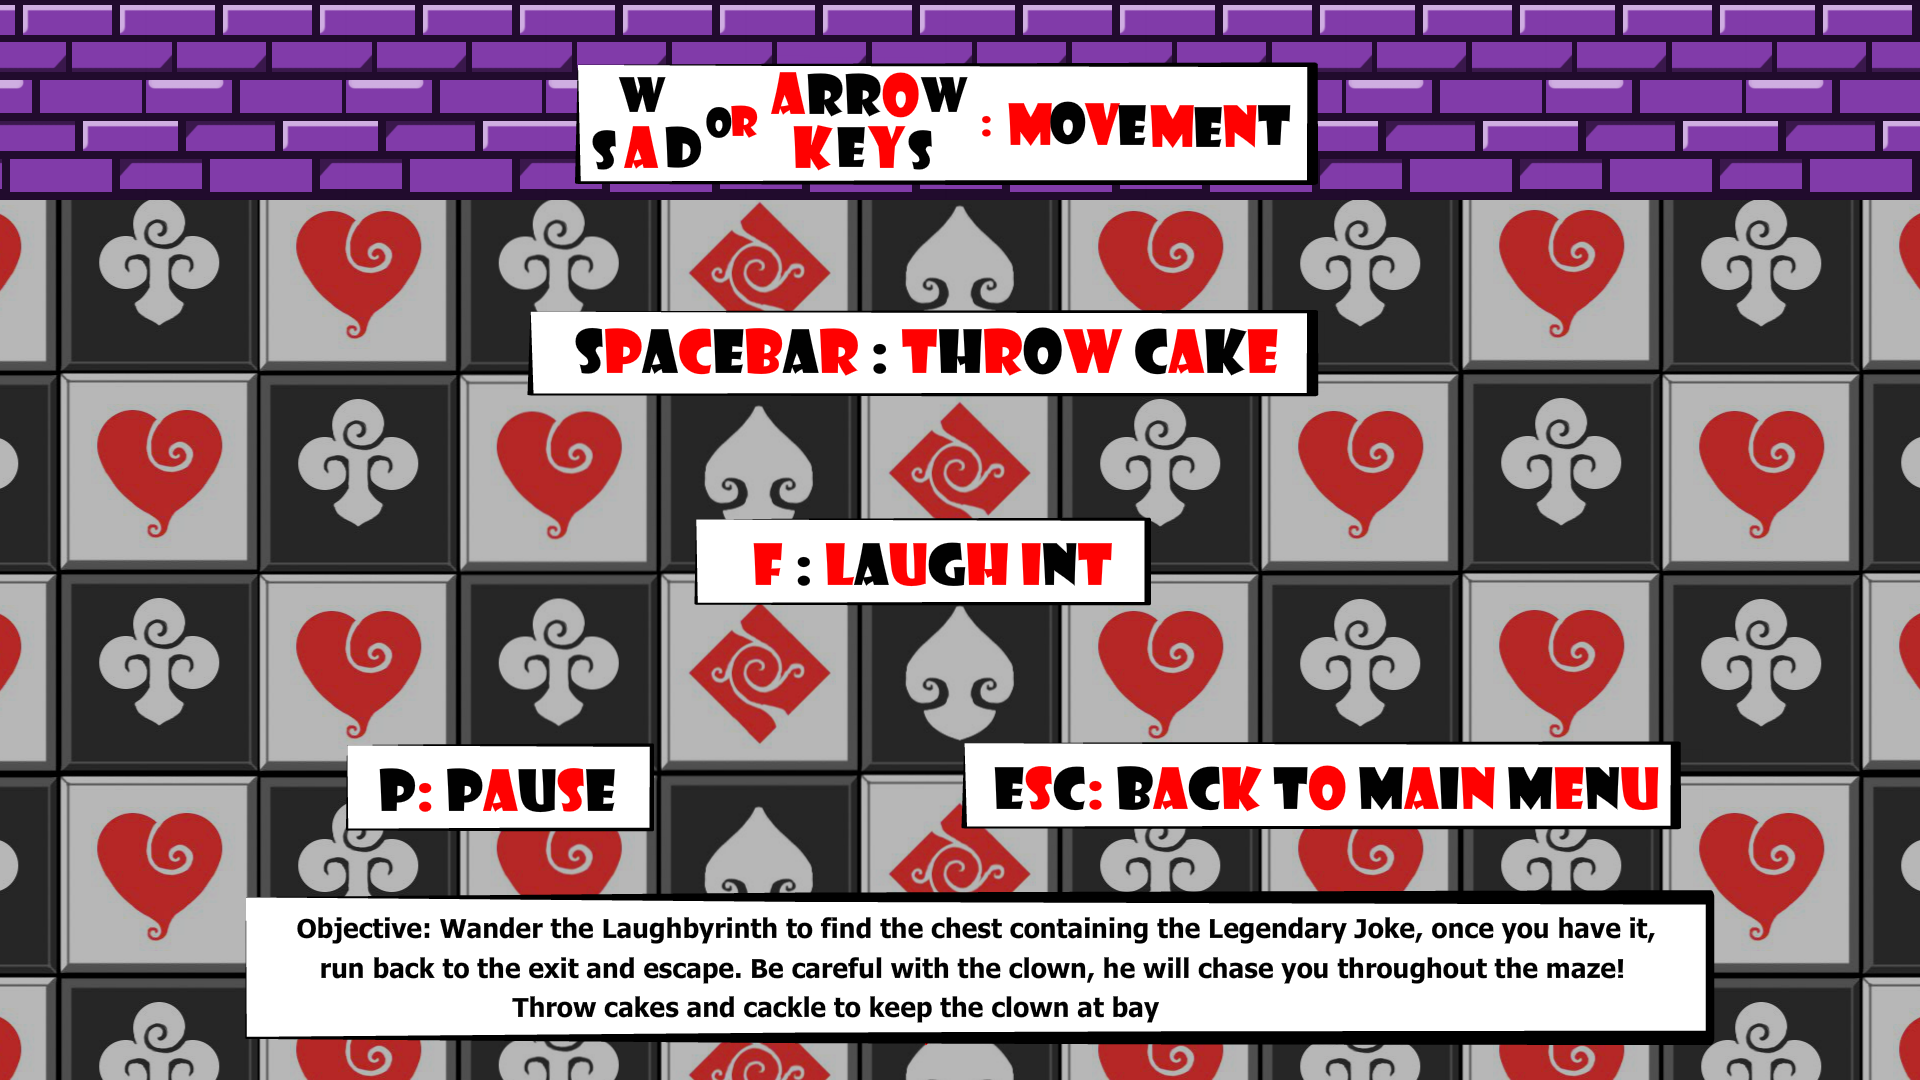 W
SAD OR ARROW KEYS : MOVEMENT
SPACEBAR : THROW CAKE
F : LAUGH INT
P: PAUSE
ESC: BACK TO MAIN MENU
Objective: Wander the Laughbyrinth to find the chest containing the Legendary Joke, once you have it,
run back to the exit and escape. Be careful with the clown, he will chase you throughout the maze!
Throw cakes and cackle to keep the clown at bay